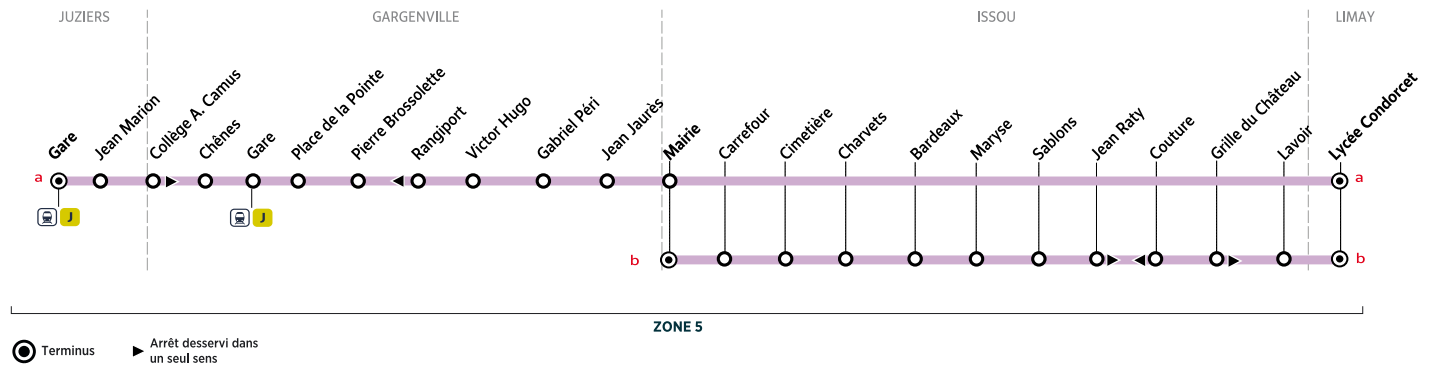 JUZIERS
GARGENVILLE
ISSOU
LIMAY
Gare
Jean Marion
Collège A. Camus
Chênes
Gare
Place de la Pointe
Pierre Brossolette
Rangiport
Victor Hugo
Gabriel Péri
Jean Jaurès
Mairie
Carrefour
Cimetière
Charvets
Bardeaux
Maryse
Sablons
Jean Raty
Couture
Grille du Château
Lavoir
Lycée Condorcet
a
a
J
J
b
b
ZONE 5
Terminus
Arrêt desservi dans
un seul sens